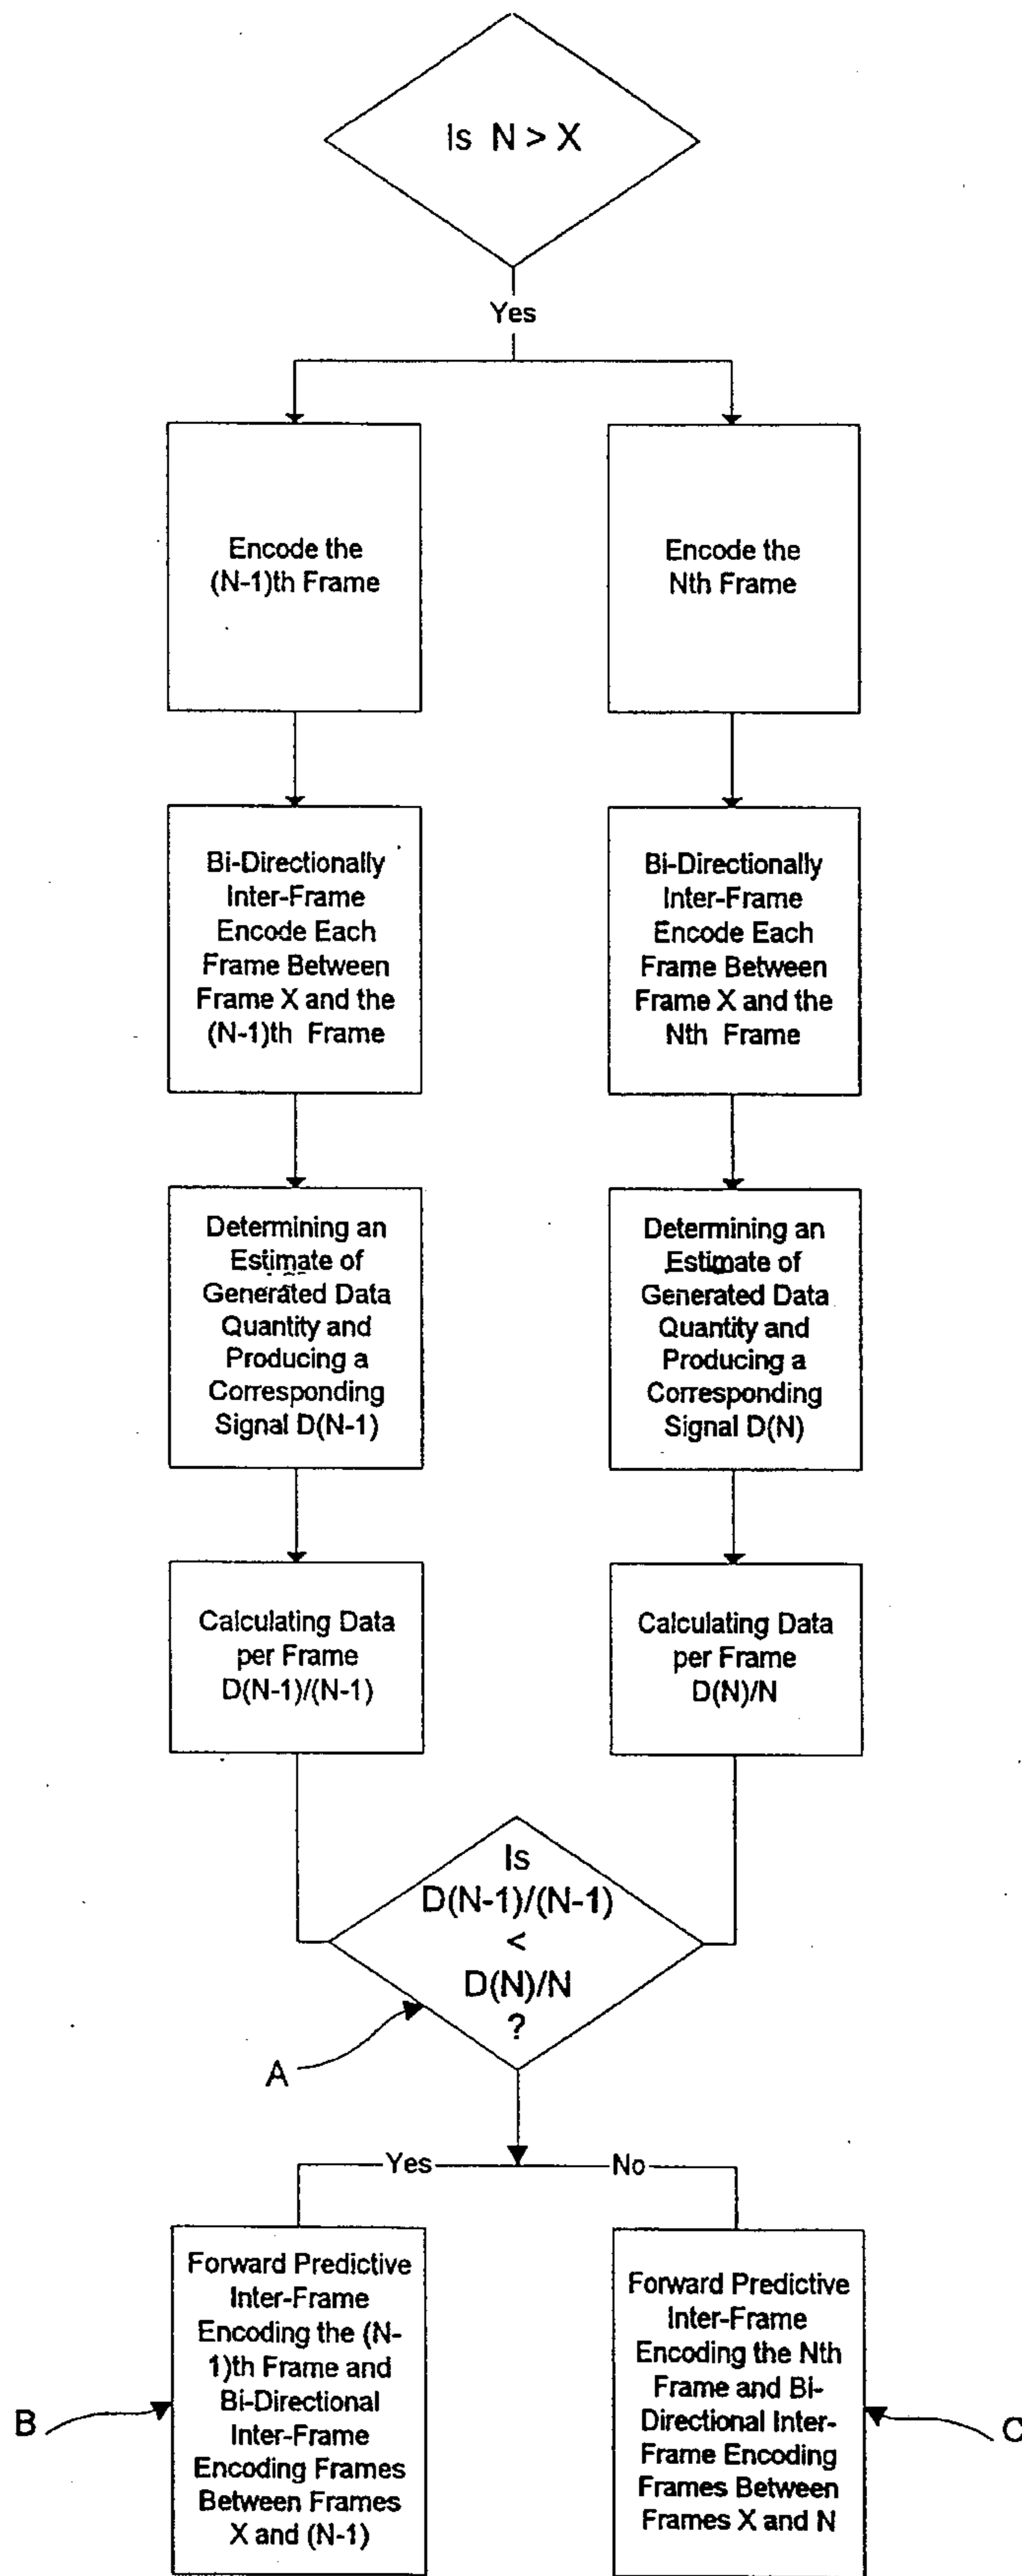 Is N > X
Yes
Encode the
(N-1)th Frame
Encode the
Nth Frame
Bi-Directionally
Inter-Frame
Encode Each
Frame Between
Frame X and the
(N-1)th Frame
Bi-Directionally
Inter-Frame
Encode Each
Frame Between
Frame X and the
Nth Frame
Determining an
Estimate of
Generated Data
Quantity and
Producing a
Corresponding
Signal D(N-1)
Determining an
Estimate of
Generated Data
Quantity and
Producing a
Corresponding
Signal D(N)
Calculating Data
per Frame
D(N-1)/(N-1)
Calculating Data
per Frame
D(N)/N
Is
D(N-1)/(N-1)
<
D(N)/N
?
A
Yes
No
Forward Predictive
Inter-Frame
Encoding the (N-
1)th Frame and
Bi-Directional
Inter-Frame
Encoding Frames
Between Frames
X and (N-1)
B
Forward Predictive
Inter-Frame
Encoding the Nth
Frame and Bi-
Directional Inter-
Frame Encoding
Frames Between
Frames X and N
C